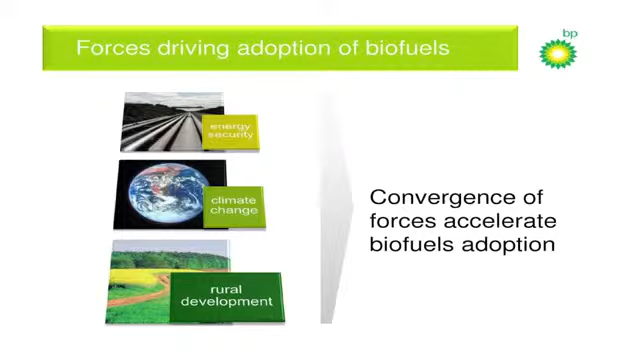 Forces driving adoption of biofuels
bp
energy
security
climate
change
rural
development
Convergence of
forces accelerate
biofuels adoption